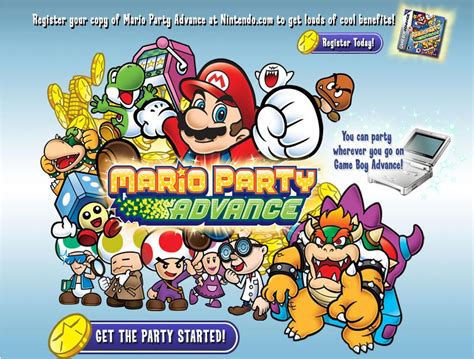 Register your copy of Mario Party Advance at Nintendo.com to get loads of cool benefits!
Register Today!
You can party
wherever you go on
Game Boy Advance!
MARIO PARTY
ADVANCE
GET THE PARTY STARTED!